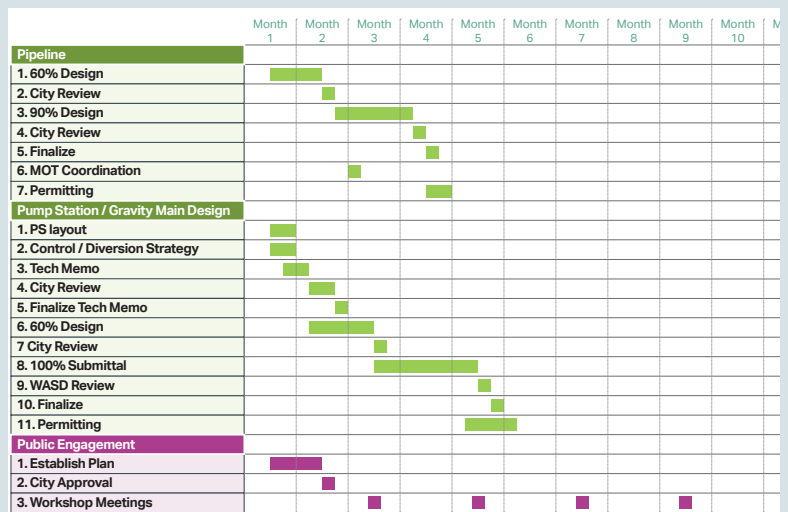 Month Month Month Month Month Month Month Month Month Month M
1 2 3 4 5 6 7 8 9 10
Pipeline
1. 60% Design
2. City Review
3. 90% Design
4. City Review
5. Finalize
6. MOT Coordination
7. Permitting
Pump Station / Gravity Main Design
1. PS layout
2. Control / Diversion Strategy
3. Tech Memo
4. City Review
5. Finalize Tech Memo
6. 60% Design
7 City Review
8. 100% Submittal
9. WASD Review
10. Finalize
11. Permitting
Public Engagement
1. Establish Plan
2. City Approval
3. Workshop Meetings